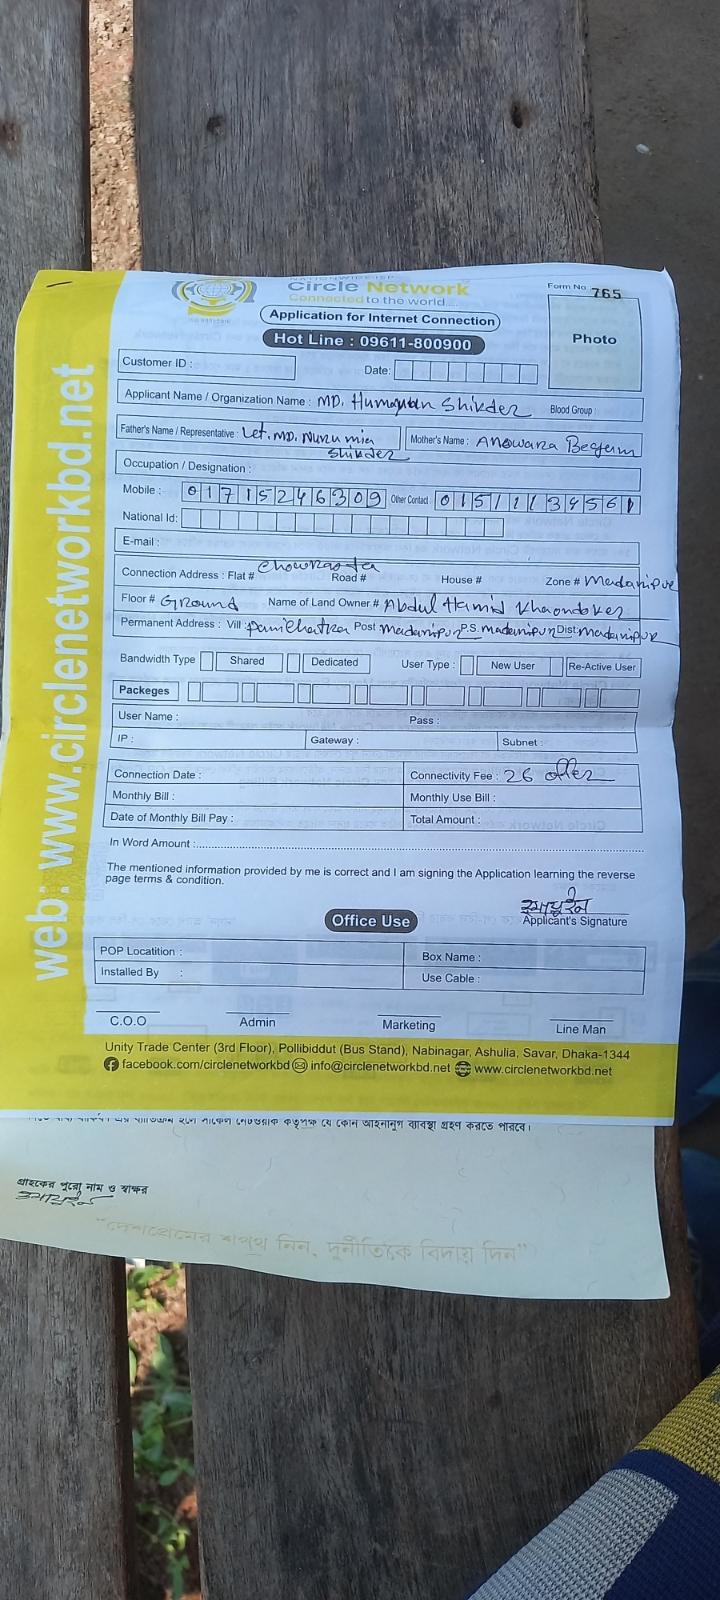 Circle Network
Connected to the world...
Form No. 765
Application for Internet Connection
Hot Line : 09611-800900
Photo
Customer ID :
Date:
Applicant Name / Organization Name : MD. Humayun Shikder Blood Group :
Father's Name / Representative : Let. MD. Nuru mia Shikder Mother's Name : Anowara Begum
Occupation / Designation :
Mobile : 01715246309 Other Contact : 01511134561
National Id:
E-mail :
Connection Address : Flat # Chowrasta Road # House # Zone # Madaripur
Floor # Ground Name of Land Owner # Abdul Hamid Khaondoker
Permanent Address : Vill Post Madaripur P.S. madaripur Dist: madaripur
Bandwidth Type Shared Dedicated User Type : New User Re-Active User
Packeges
User Name : Pass :
IP : Gateway : Subnet :
Connection Date : Connectivity Fee : 26 offer
Monthly Bill : Monthly Use Bill :
Date of Monthly Bill Pay : Total Amount :
In Word Amount :
The mentioned information provided by me is correct and I am signing the Application learning the reverse
page terms & condition.
হুমায়ুন
Applicant's Signature
Office Use
POP Locatition : Box Name :
Installed By : Use Cable :
C.O.O Admin Marketing Line Man
Unity Trade Center (3rd Floor), Pollibiddut (Bus Stand), Nabinagar, Ashulia, Savar, Dhaka-1344
facebook.com/circlenetworkbd info@circlenetworkbd.net www.circlenetworkbd.net
web: www.circlenetworkbd.net
কতৃপক্ষ যে কোন আইনানুগ ব্যাবস্থা গ্রহণ করতে পারবে।
গ্রাহকের পুরো নাম ও স্বাক্ষর
হুমায়ুন
"দেশপ্রেমের শপথ নিন, দুর্নীতিকে বিদায় দিন"